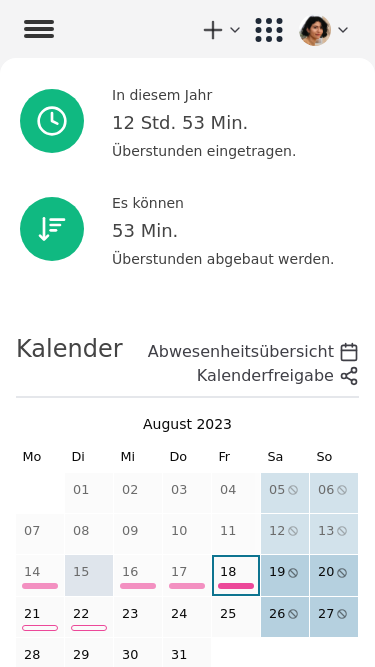 In diesem Jahr
12 Std. 53 Min.
Überstunden eingetragen.
Es können
53 Min.
Überstunden abgebaut werden.
Kalender
Abwesenheitsübersicht
Kalenderfreigabe
August 2023
Mo Di Mi Do Fr Sa So
01 02 03 04 05 06
07 08 09 10 11 12 13
14 15 16 17 18 19 20
21 22 23 24 25 26 27
28 29 30 31